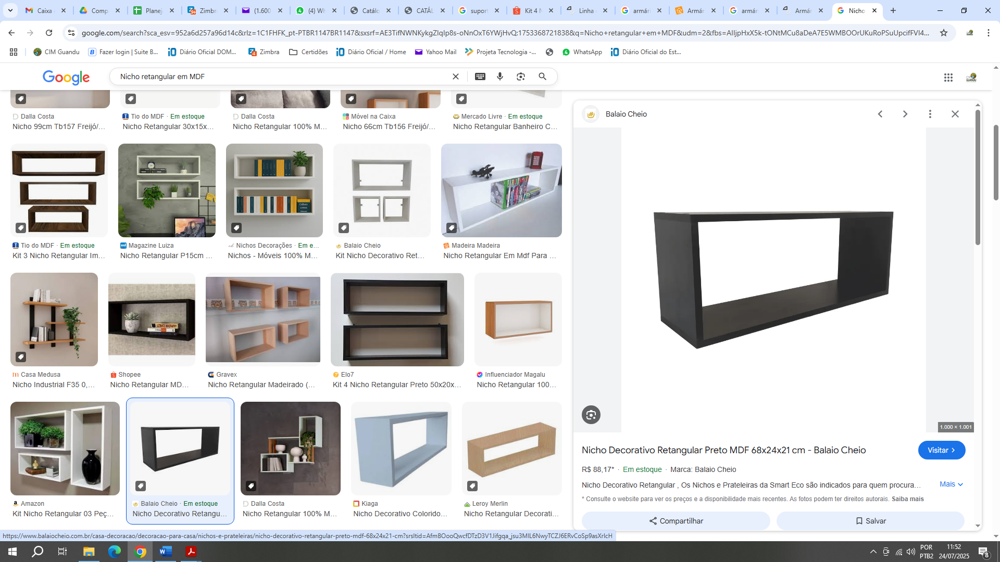 Caixa
Comp
Planej
Zimbr
(1.600
(4) Wh
Catálo
CATÁL
suport
Kit 4 N
Linha
armári
Armár
armári
Armár
Nicho
google.com/search?sca_esv=952a6d257a96d14c&rlz=1C1FHFK_pt-PTBR1147BR1147&sxsrf=AE3TifNWNKykgZlqIp8s-oNnOxT6YWjHvQ:1753368721838&q=Nicho+retangular+em+MDF&udm=2&fbs=AIIjpHxX5k-tONtMCu8aDeA7E5WMBOOrUKuRoPSuUpcifFVI4...
CIM Guandu
Fazer login | Suite B...
Diário Oficial DOM...
Zimbra
Certidões
Diário Oficial / Home
Yahoo Mail
Projeta Tecnologia -...
WhatsApp
Diário Oficial do Est...
Google
Nicho retangular em MDF
Dalla Costa
Nicho 99cm Tb157 Freijó/...
Tio do MDF · Em estoque
Nicho Retangular 30x15x...
Dalla Costa
Nicho Retangular 100% M...
Móvel na Caixa
Nicho 66cm Tb156 Freijó/...
Mercado Livre · Em estoque
Nicho Retangular Banheiro C...
Tio do MDF · Em estoque
Kit 3 Nicho Retangular Im...
Magazine Luiza
Nicho Retangular P15cm ...
Nichos Decorações · Em e...
Nichos - Móveis 100% M...
Balaio Cheio
Kit Nicho Decorativo Ret...
Madeira Madeira
Nicho Retangular Em Mdf Para ...
Casa Medusa
Nicho Industrial F35 0,...
Shopee
Nicho Retangular MD...
Gravex
Nicho Retangular Madeirado (...
Elo7
Kit 4 Nicho Retangular Preto 50x20x...
Influenciador Magalu
Nicho Retangular 100...
Amazon
Kit Nicho Retangular 03 Peç...
Balaio Cheio · Em estoque
Nicho Decorativo Retangu...
Dalla Costa
Nicho Retangular 100% M...
Kiaga
Nicho Decorativo Colorido...
Leroy Merlin
Nicho Retangular Decorati...
Balaio Cheio
1.000 × 1.001
Nicho Decorativo Retangular Preto MDF 68x24x21 cm - Balaio Cheio
Visitar
R$ 88,17* · Em estoque · Marca: Balaio Cheio
Nicho Decorativo Retangular , Os Nichos e Prateleiras da Smart Eco são indicados para quem procura...
Mais
* Consulte o website para ver os preços e a disponibilidade mais recentes. As fotos podem ter direitos autorais. Saiba mais
Compartilhar
Salvar
https://www.balaiocheio.com.br/casa-decoracao/decoracao-para-casa/nichos-e-prateleiras/nicho-decorativo-retangular-preto-mdf-68x24x21-cm?srsltid=AfmBOooQwcfDTzD3V1Jifgqa_jsu3MlL6NwyTCZJ6ERvCoSp9asXrIcH
POR
PTB2
11:52
24/07/2025
8